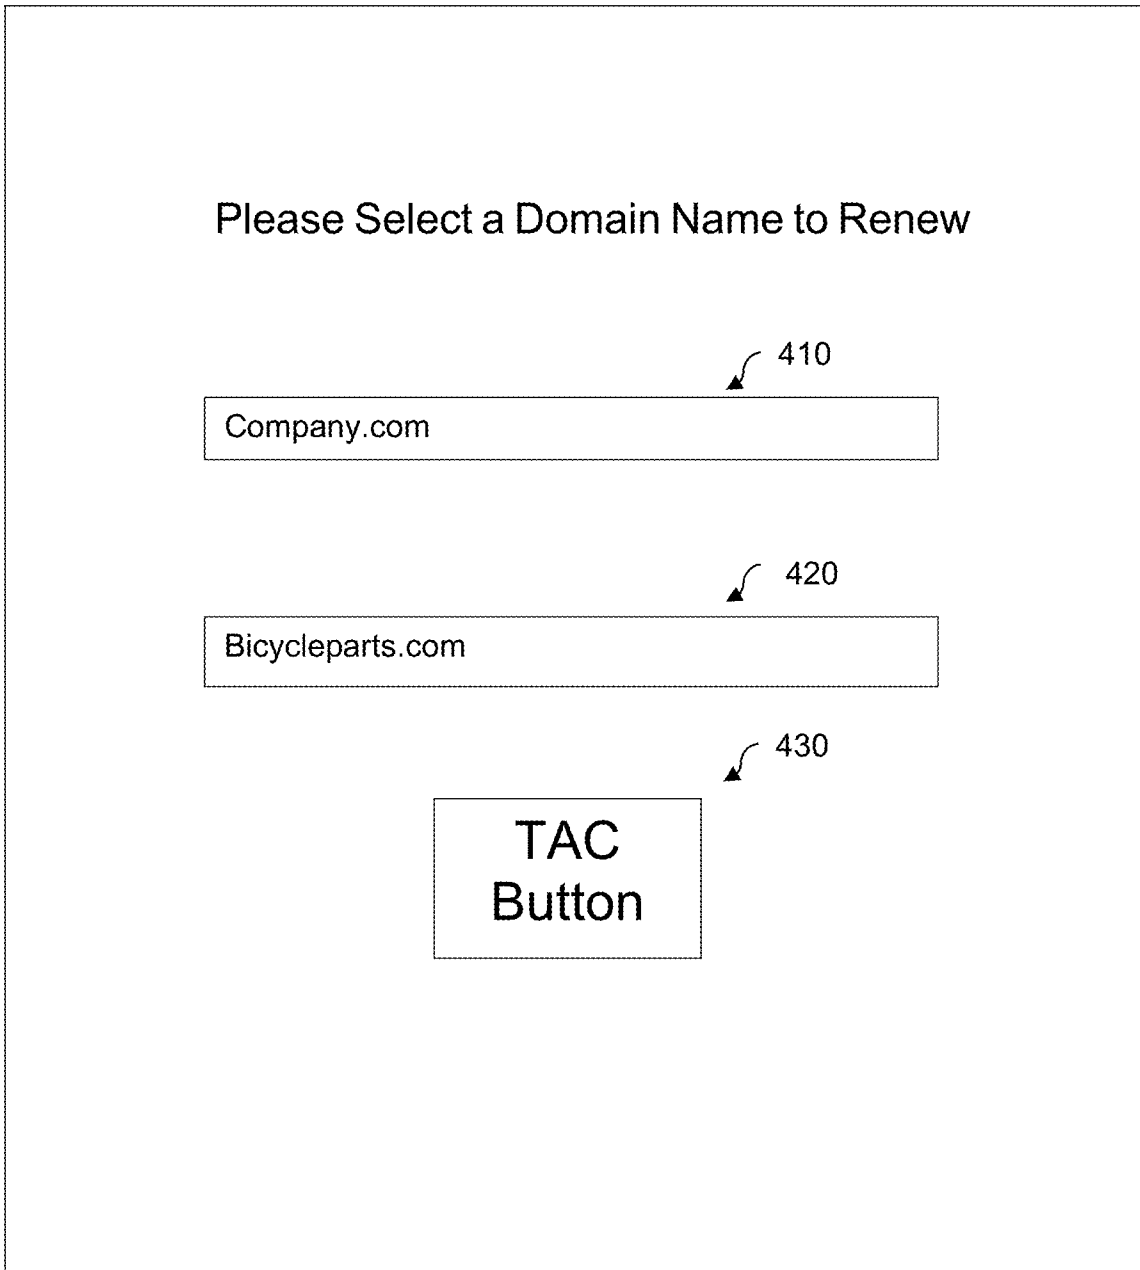 Please Select a Domain Name to Renew
410
Company.com
420
Bicycleparts.com
430
TAC
Button